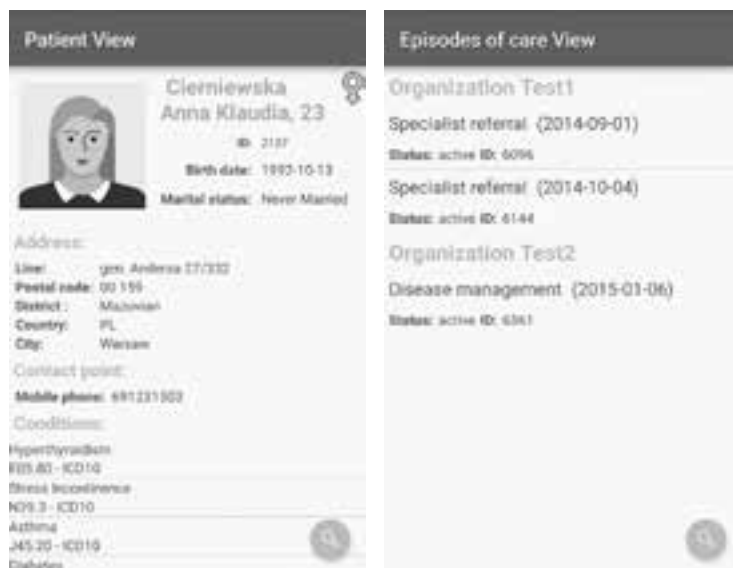 Patient View
Cierniewska
Anna Klaudia, 23
ID: 2137
Birth date: 1992-10-13
Marital status: Never Married
Address:
Line: gen. Andersa 27/332
Postal code: 00 159
District : Mazovian
Country: PL
City: Warsaw
Contact point:
Mobile phone: 691231503
Conditions:
Hyperthyroidism
E05.80 - ICD10
Stress Incontinence
N39.3 - ICD10
Asthma
J45.20 - ICD10
Diabetes
Episodes of care View
Organization Test1
Specialist referral (2014-09-01)
Status: active ID: 6096
Specialist referral (2014-10-04)
Status: active ID: 6144
Organization Test2
Disease management (2015-01-06)
Status: active ID: 6361